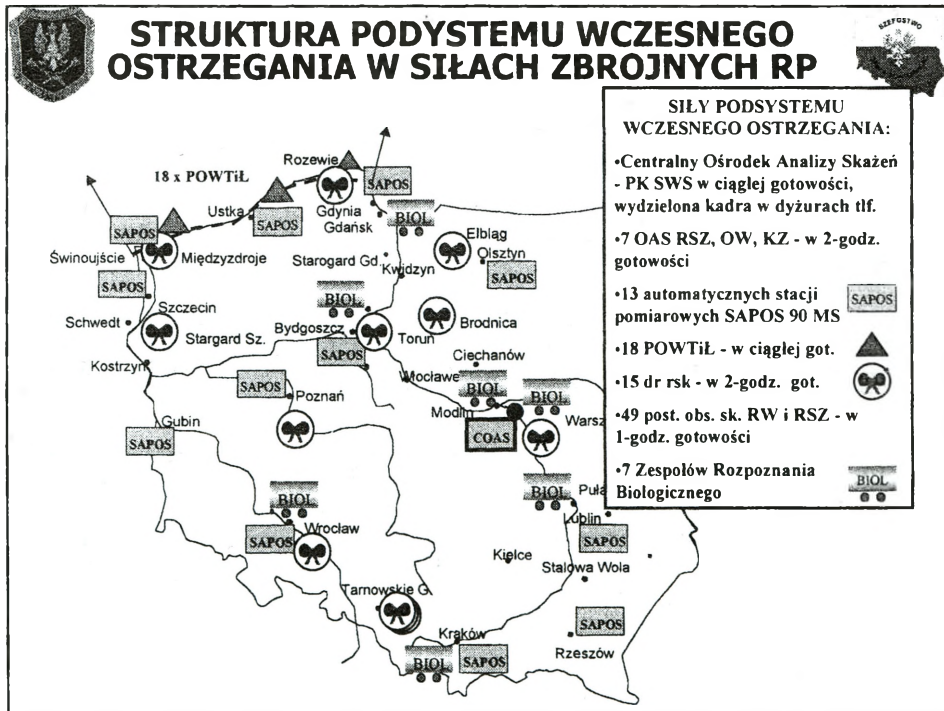 STRUKTURA PODYSTEMU WCZESNEGO
OSTRZEGANIA W SIŁACH ZBROJNYCH RP
SZEFOSTWO
SIŁY PODSYSTEMU
WCZESNEGO OSTRZEGANIA:
•Centralny Ośrodek Analizy Skażeń
- PK SWS w ciągłej gotowości,
wydzielona kadra w dyżurach tlf.
•7 OAS RSZ, OW, KZ - w 2-godz.
gotowości
•13 automatycznych stacji
pomiarowych SAPOS 90 MS
SAPOS
•18 POWTiŁ - w ciągłej got.
•15 dr rsk - w 2-godz. got.
•49 post. obs. sk. RW i RSZ - w
1-godz. gotowości
•7 Zespołów Rozpoznania
Biologicznego
BIOL
Rozewie
18 x POWTiŁ
SAPOS
Ustka
SAPOS
Gdynia
Gdańsk
BIOL
SAPOS
Elbląg
Olsztyn
SAPOS
Świnoujście
Międzyzdroje
Starogard Gd.
Kwidzyn
SAPOS
Szczecin
BIOL
Schwedt
Stargard Sz.
Bydgoszcz
Toruń
Brodnica
SAPOS
Kostrzyn
Ciechanów
SAPOS
Poznań
Włocławe
BIOL
BIOL
Modlin
Warsz
Gubin
SAPOS
COAS
BIOL
BIOL
Puła
Lublin
Wrocław
SAPOS
SAPOS
Kielce
Stalowa Wola
Tarnowskie G.
SAPOS
Kraków
Rzeszów
BIOL
SAPOS